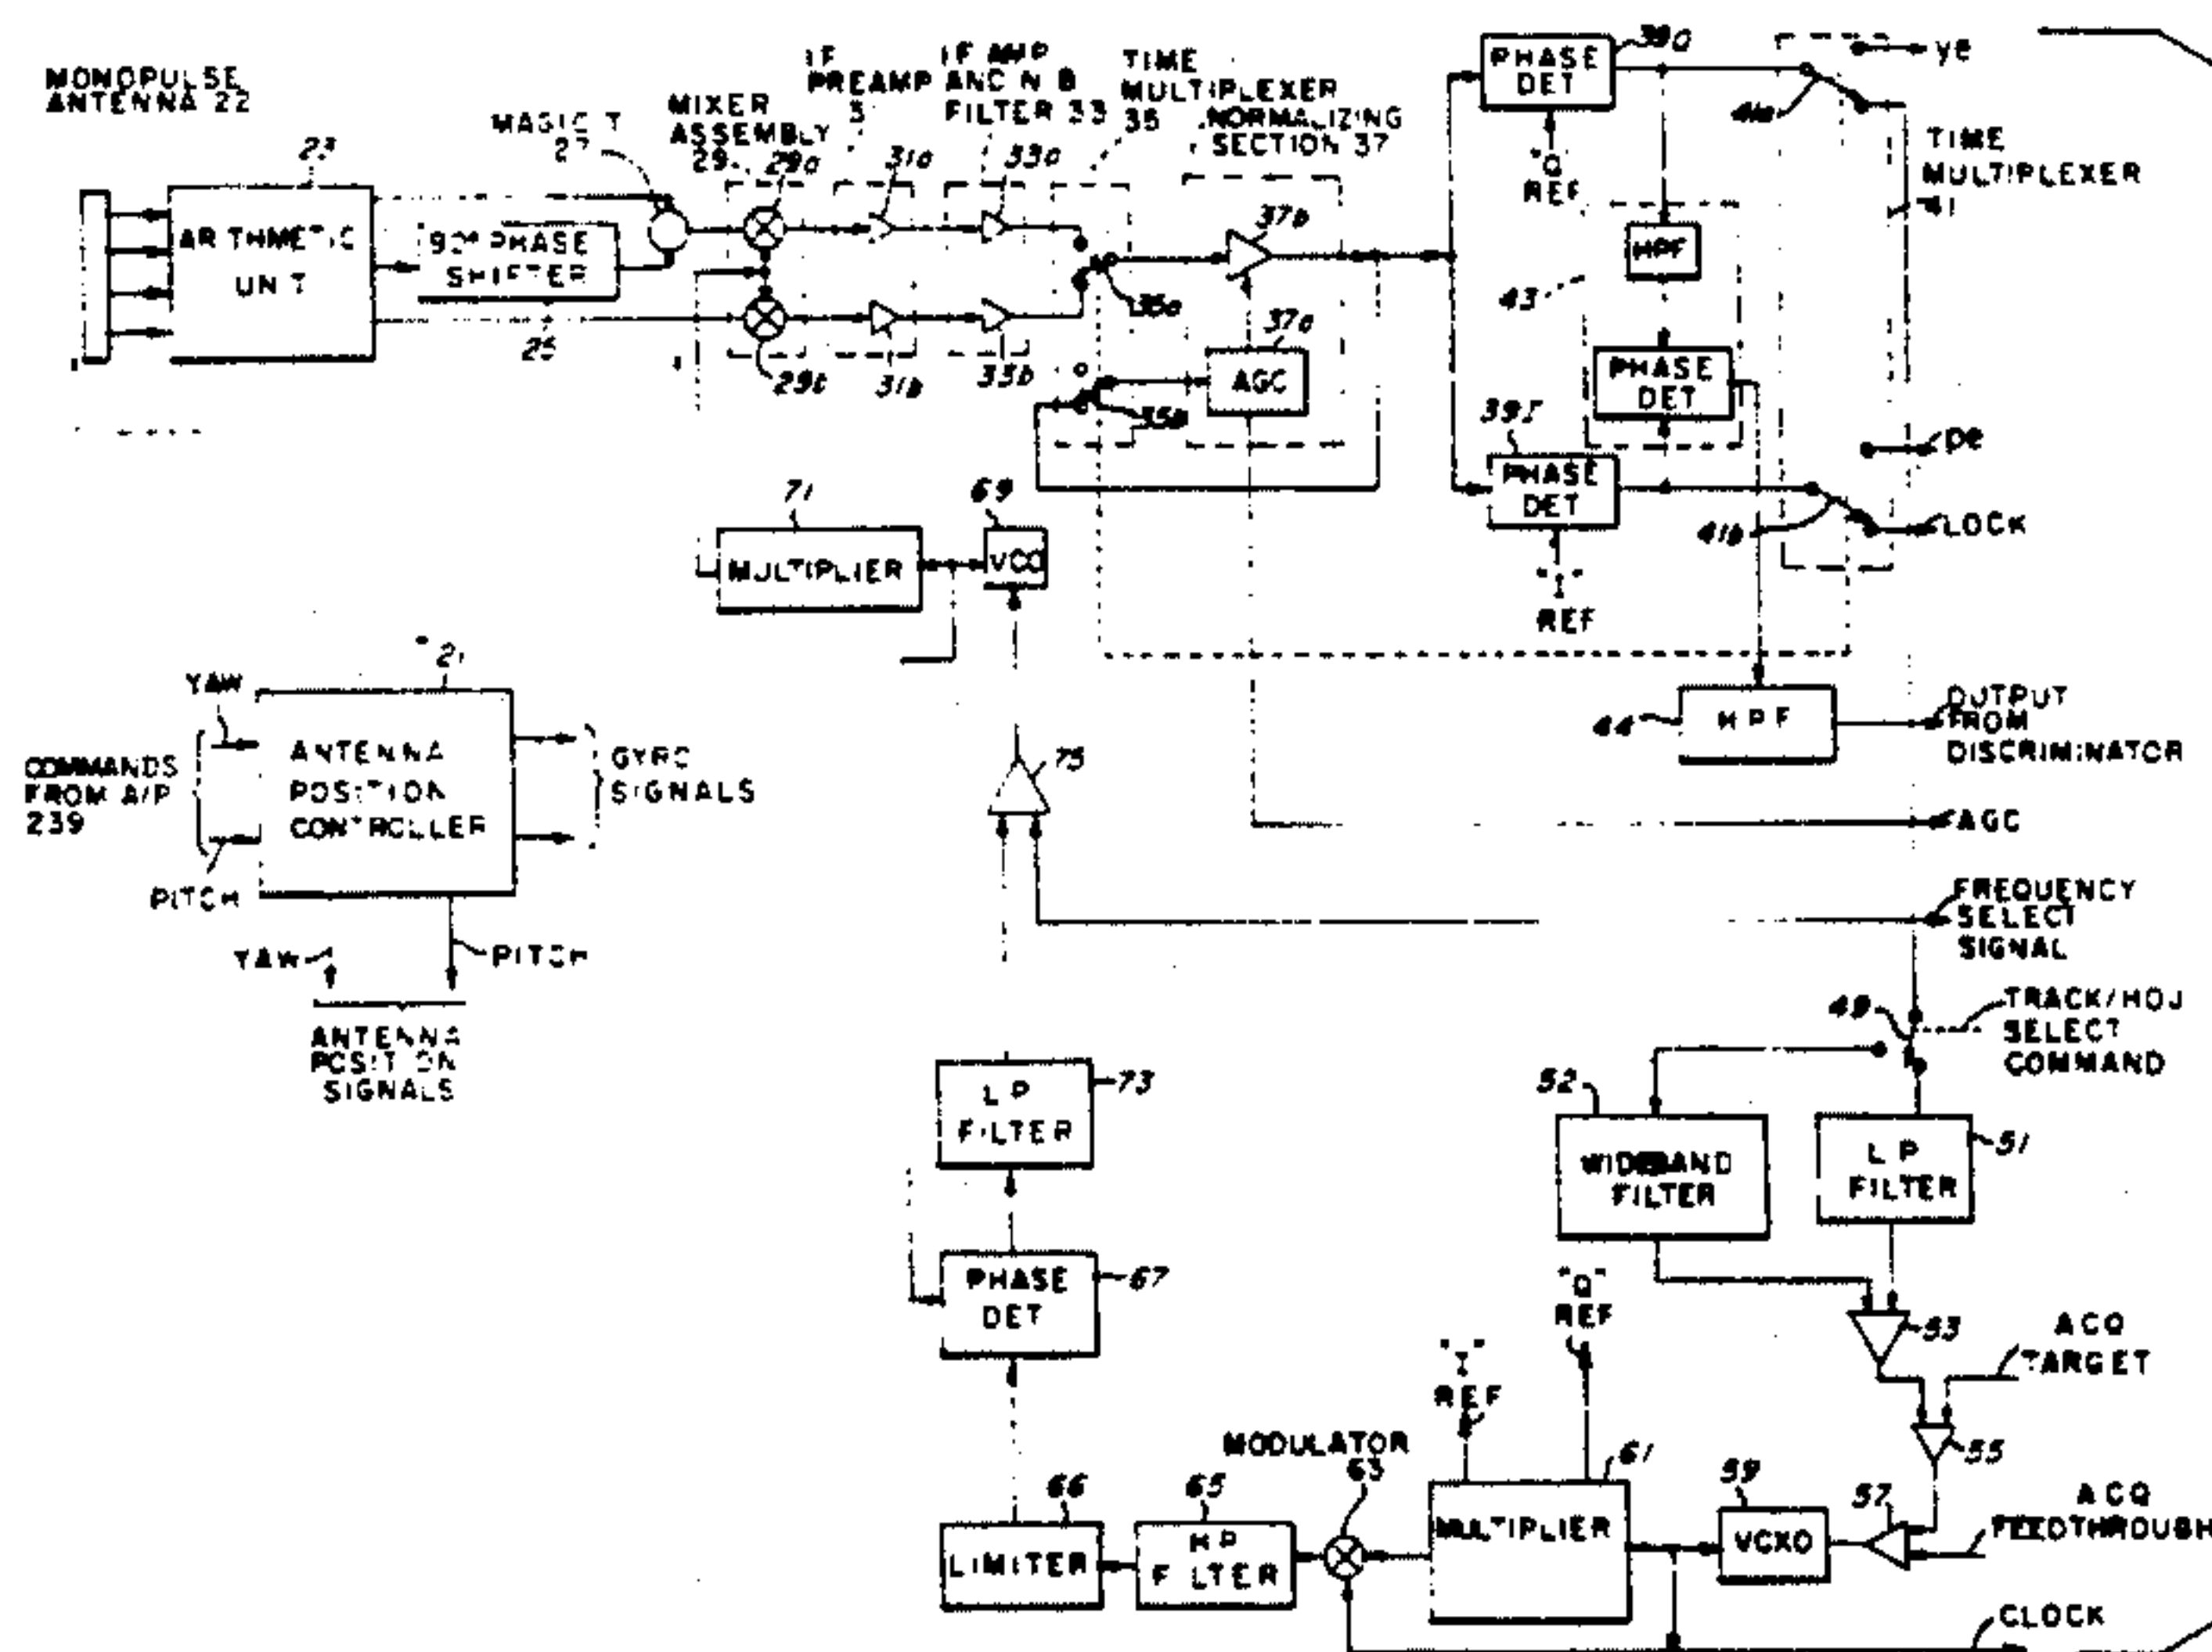 MONOPULSE
ANTENNA 22
23
ARITHMETIC
UNIT
90° PHASE
SHIFTER
25
MAGIC T
27
MIXER
ASSEMBLY
29
29a
29b
IF
PREAMP
31a
31b
IF AMP
AND N B
FILTER 33
33a
33b
TIME
MULTIPLEXER
35
35a
35b
NORMALIZING
SECTION 37
37b
37a
AGC
PHASE
DET
39Q
"Q"
REF
HPF
43
PHASE
DET
39I
PHASE
DET
"I"
REF
41a
41b
ye
TIME
MULTIPLEXER
41
pe
LOCK
71
MULTIPLIER
69
VCO
44
HPF
OUTPUT
FROM
DISCRIMINATOR
AGC
21
YAW
COMMANDS
FROM A/P
239
PITCH
ANTENNA
POSITION
CONTROLLER
GYRO
SIGNALS
YAW
PITCH
ANTENNA
POSITION
SIGNALS
75
FREQUENCY
SELECT
SIGNAL
49
TRACK/HOJ
SELECT
COMMAND
73
LP
FILTER
52
WIDEBAND
FILTER
51
LP
FILTER
67
PHASE
DET
"Q"
REF
53
ACQ
TARGET
"I"
REF
55
MODULATOR
63
66
LIMITER
65
HP
FILTER
61
MULTIPLIER
59
VCXO
57
ACQ
FEEDTHROUGH
CLOCK